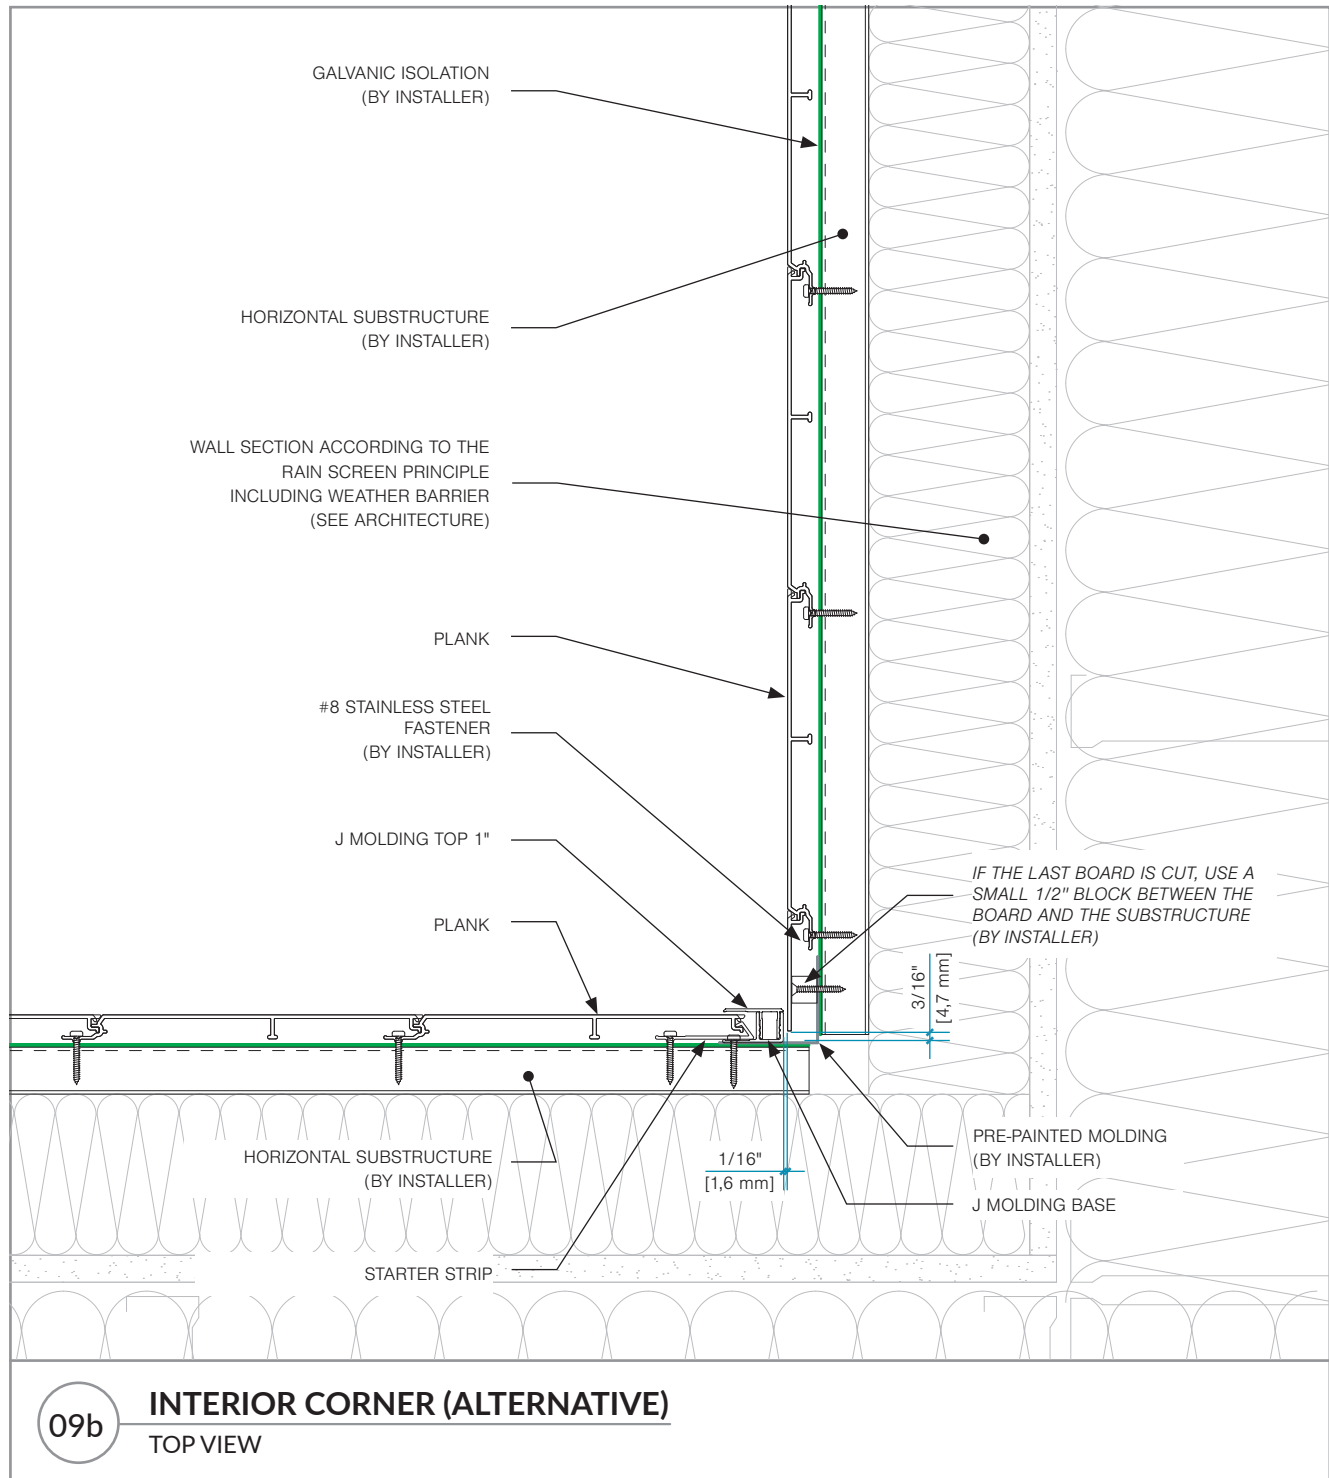 GALVANIC ISOLATION
(BY INSTALLER)
HORIZONTAL SUBSTRUCTURE
(BY INSTALLER)
WALL SECTION ACCORDING TO THE
RAIN SCREEN PRINCIPLE
INCLUDING WEATHER BARRIER
(SEE ARCHITECTURE)
PLANK
#8 STAINLESS STEEL
FASTENER
(BY INSTALLER)
J MOLDING TOP 1"
PLANK
IF THE LAST BOARD IS CUT, USE A
SMALL 1/2" BLOCK BETWEEN THE
BOARD AND THE SUBSTRUCTURE
(BY INSTALLER)
3/16"
[4,7 mm]
HORIZONTAL SUBSTRUCTURE
(BY INSTALLER)
1/16"
[1,6 mm]
PRE-PAINTED MOLDING
(BY INSTALLER)
J MOLDING BASE
STARTER STRIP
09b
INTERIOR CORNER (ALTERNATIVE)
TOP VIEW